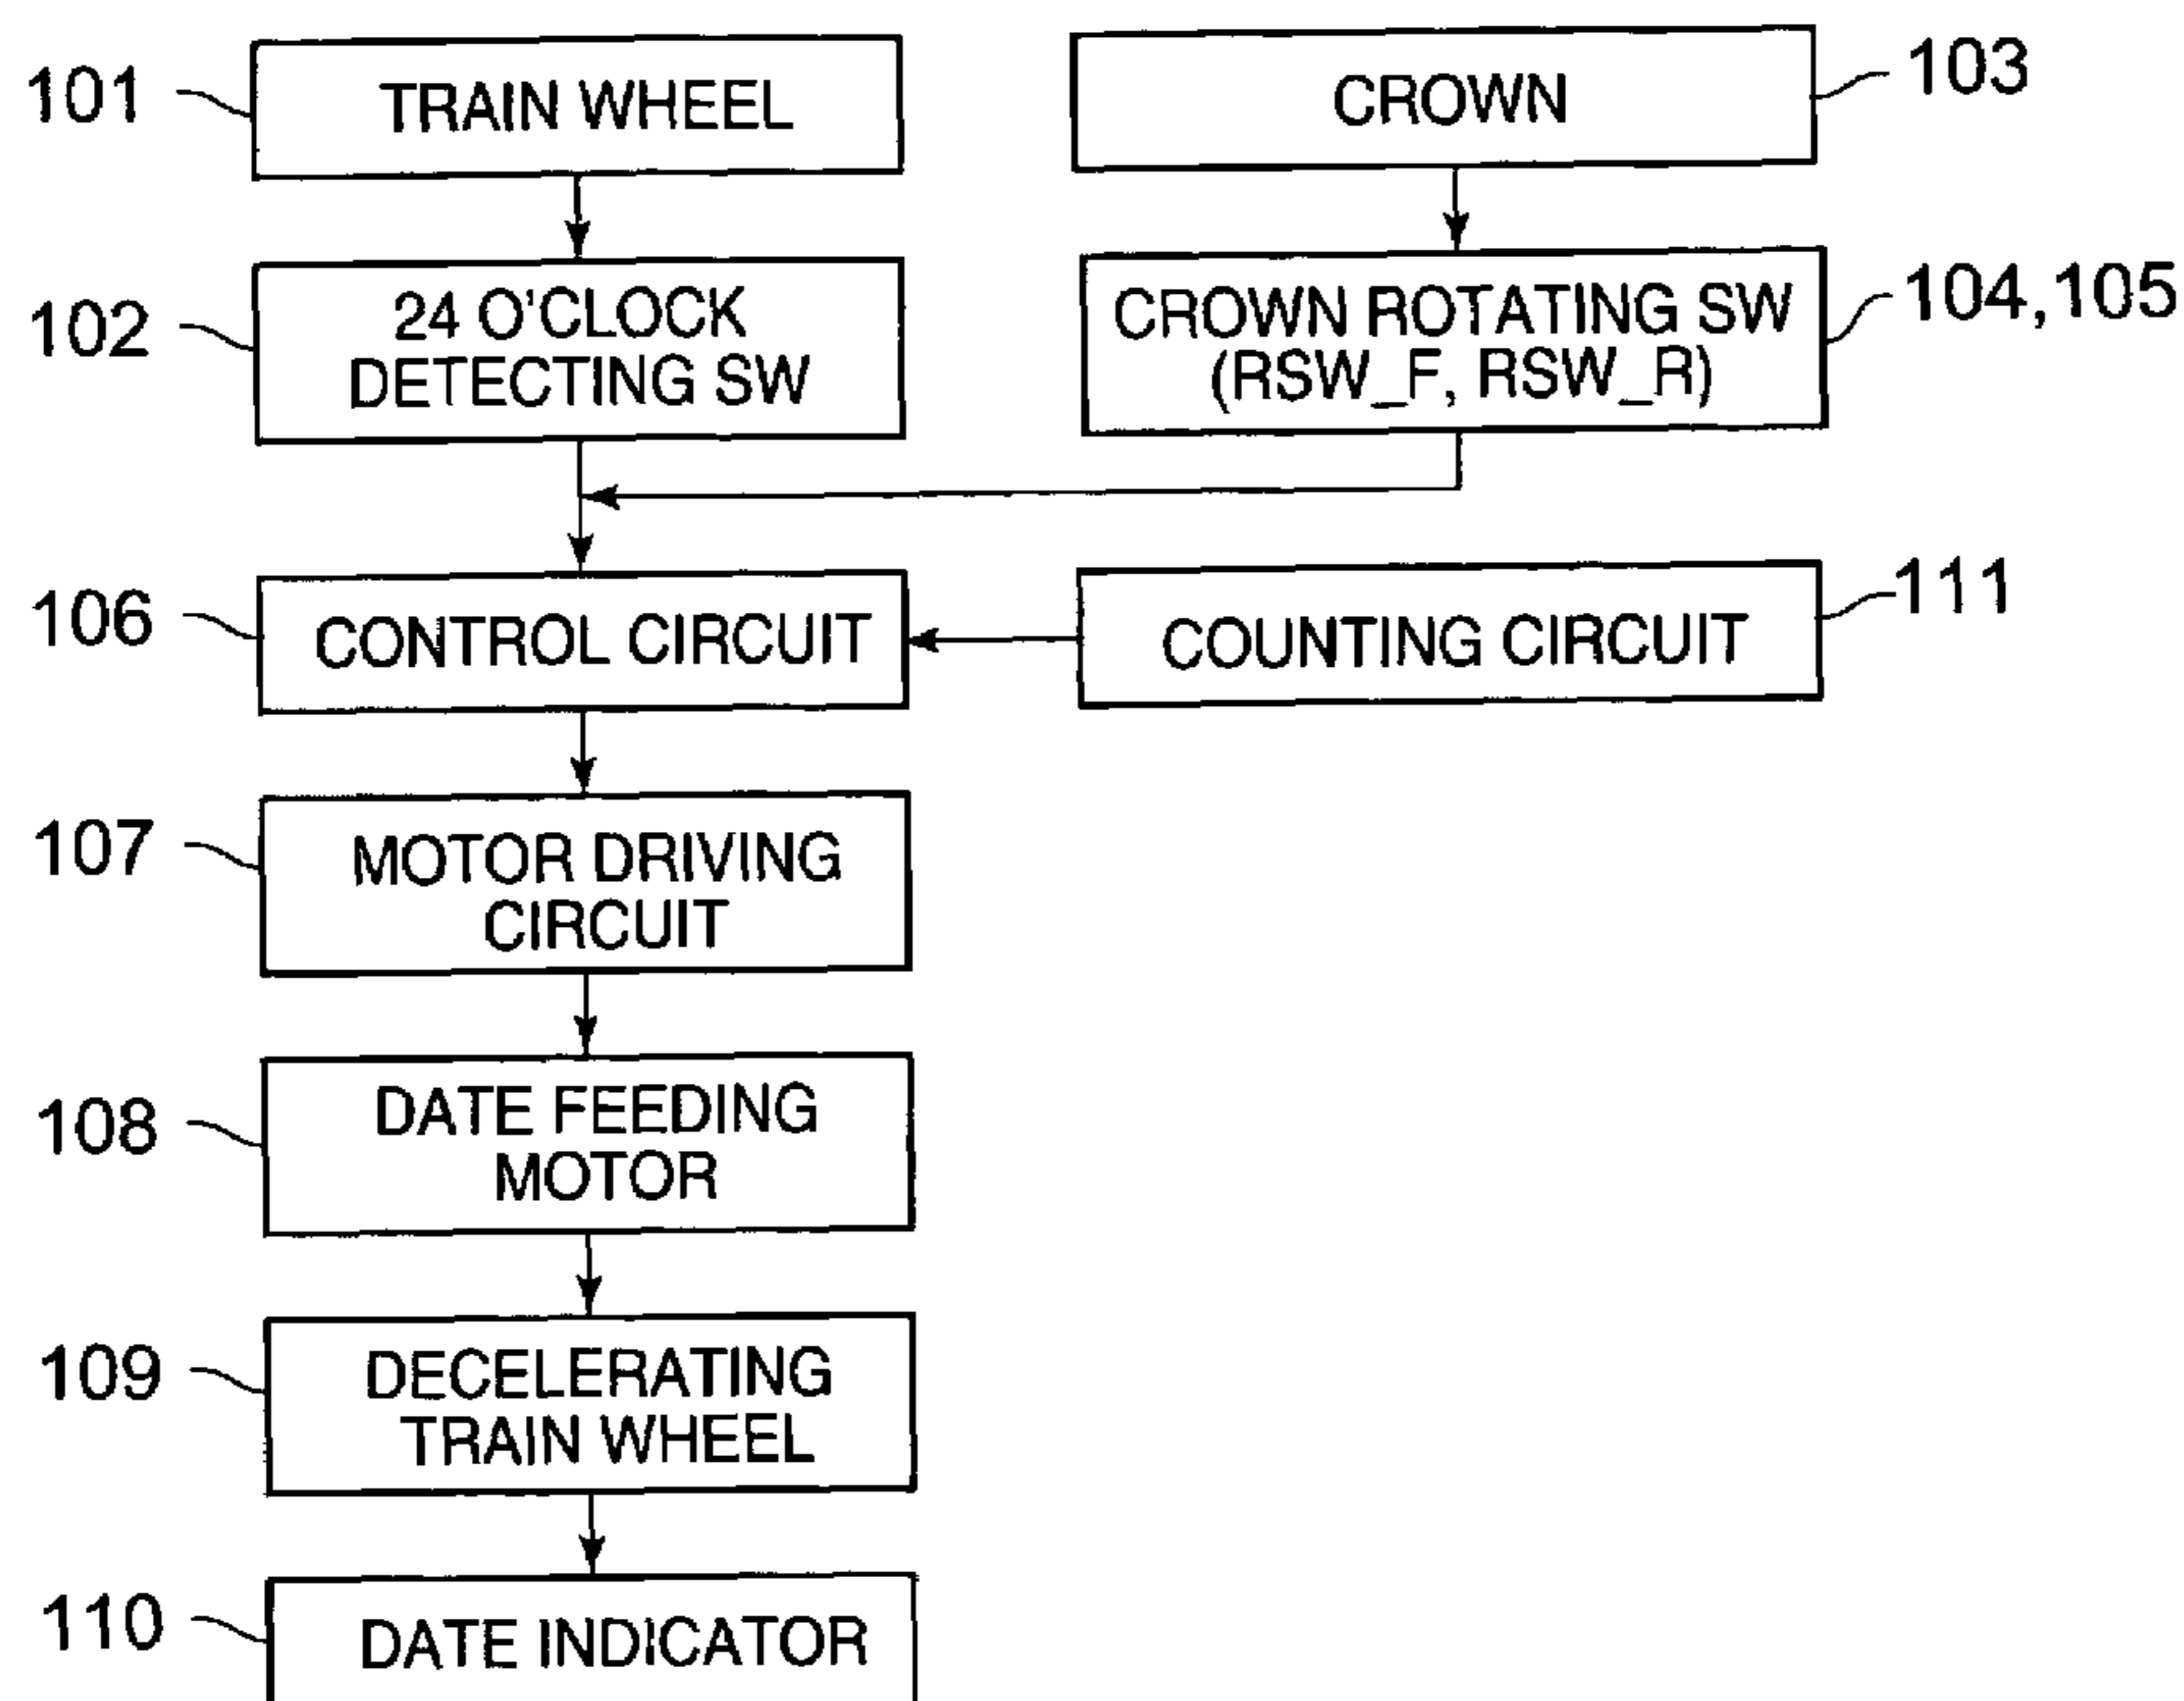 101
TRAIN WHEEL
CROWN
103
102
24 O'CLOCK
DETECTING SW
CROWN ROTATING SW
(RSW_F, RSW_R)
104,105
106
CONTROL CIRCUIT
COUNTING CIRCUIT
111
107
MOTOR DRIVING
CIRCUIT
108
DATE FEEDING
MOTOR
109
DECELERATING
TRAIN WHEEL
110
DATE INDICATOR